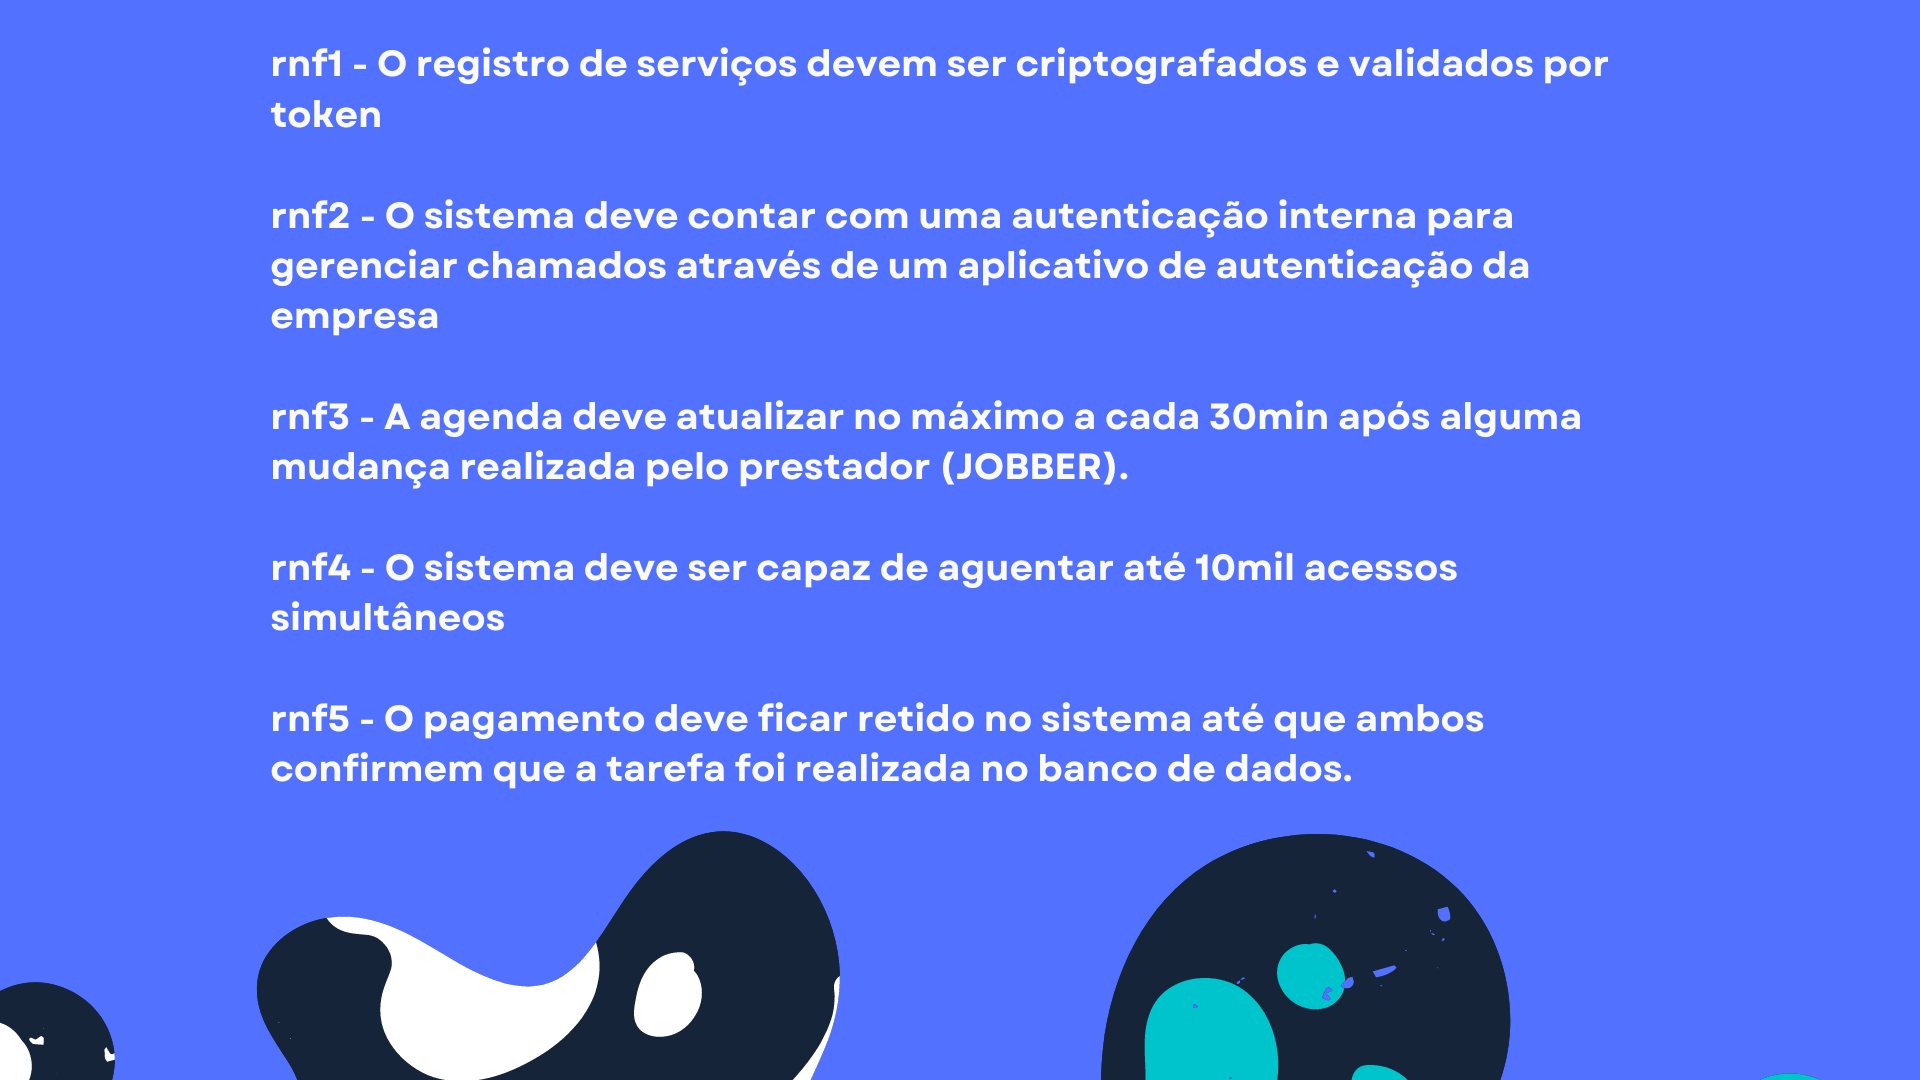 rnf1 - O registro de serviços devem ser criptografados e validados por
token
rnf2 - O sistema deve contar com uma autenticação interna para
gerenciar chamados através de um aplicativo de autenticação da
empresa
rnf3 - A agenda deve atualizar no máximo a cada 30min após alguma
mudança realizada pelo prestador (JOBBER).
rnf4 - O sistema deve ser capaz de aguentar até 10mil acessos
simultâneos
rnf5 - O pagamento deve ficar retido no sistema até que ambos
confirmem que a tarefa foi realizada no banco de dados.